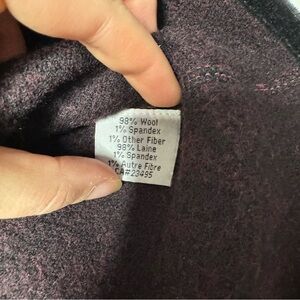 98% Wool
1% Spandex
1% Other Fiber
98% Laine
1% Spandex
1% Autre Fibre
CA#23495